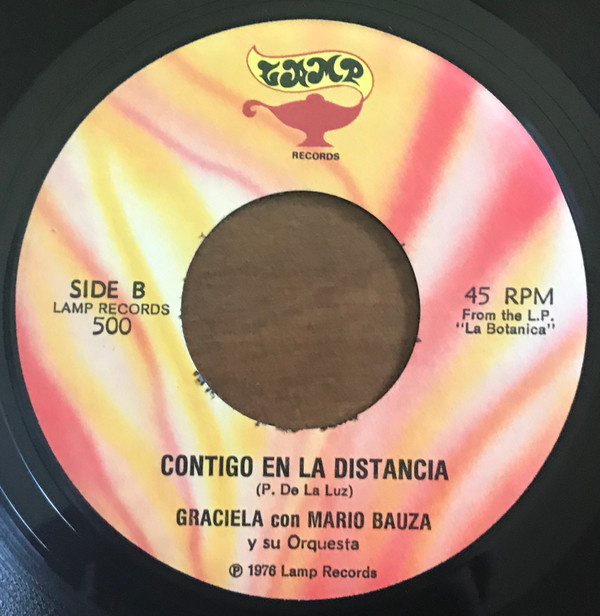 LAMP
RECORDS
SIDE B
LAMP RECORDS
500
45 RPM
From the L.P.
"La Botanica"
CONTIGO EN LA DISTANCIA
(P. De La Luz)
GRACIELA con MARIO BAUZA
y su Orquesta
℗ 1976 Lamp Records